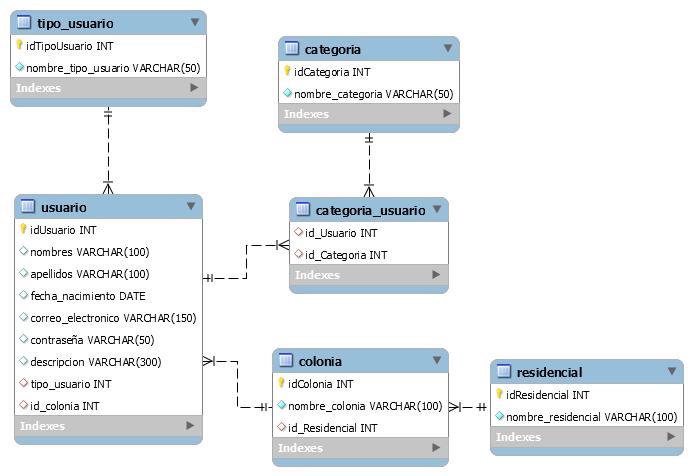 tipo_usuario
idTipoUsuario INT
nombre_tipo_usuario VARCHAR(50)
Indexes
categoria
idCategoria INT
nombre_categoria VARCHAR(50)
Indexes
usuario
idUsuario INT
nombres VARCHAR(100)
apellidos VARCHAR(100)
fecha_nacimiento DATE
correo_electronico VARCHAR(150)
contraseña VARCHAR(50)
descripcion VARCHAR(300)
tipo_usuario INT
id_colonia INT
Indexes
categoria_usuario
id_Usuario INT
id_Categoria INT
Indexes
colonia
idColonia INT
nombre_colonia VARCHAR(100)
id_Residencial INT
Indexes
residencial
idResidencial INT
nombre_residencial VARCHAR(100)
Indexes